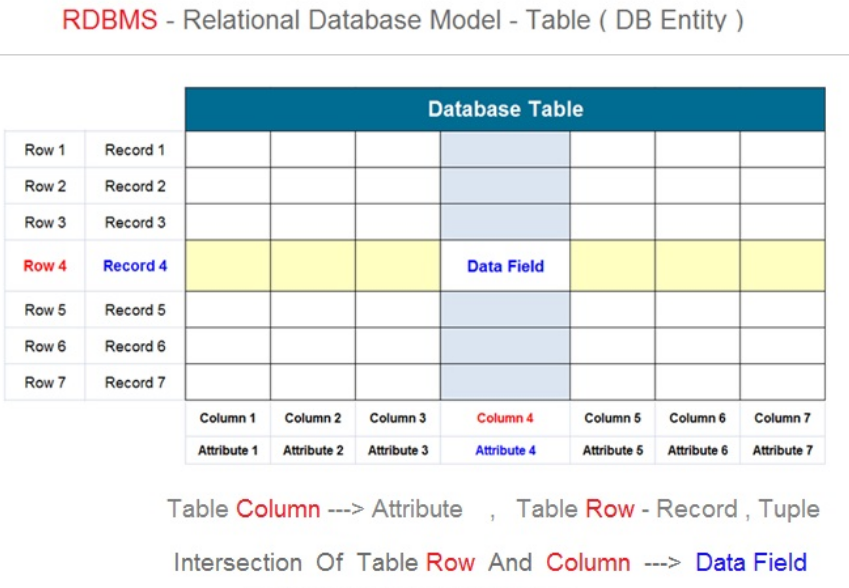 RDBMS - Relational Database Model - Table ( DB Entity )
Database Table
Row 1 Record 1
Row 2 Record 2
Row 3 Record 3
Row 4 Record 4 Data Field
Row 5 Record 5
Row 6 Record 6
Row 7 Record 7
Column 1 Column 2 Column 3 Column 4 Column 5 Column 6 Column 7
Attribute 1 Attribute 2 Attribute 3 Attribute 4 Attribute 5 Attribute 6 Attribute 7
Table Column ---> Attribute , Table Row - Record , Tuple
Intersection Of Table Row And Column ---> Data Field